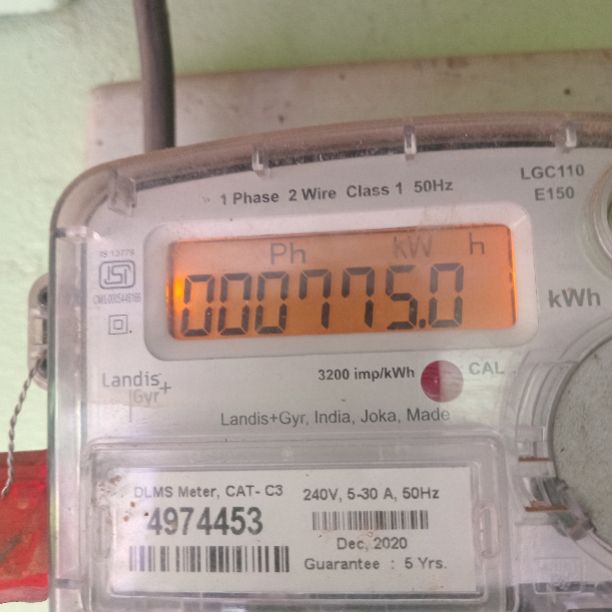 LGC110
1 Phase 2 Wire Class 1 50Hz
E150
IS 13779
Ph kW h
000775.0
kWh
3200 imp/kWh
CAL
Landis
Gyr+
Landis+Gyr, India, Joka, Made
DLMS Meter, CAT- C3
4974453
240V, 5-30 A, 50Hz
Dec, 2020
Guarantee : 5 Yrs.